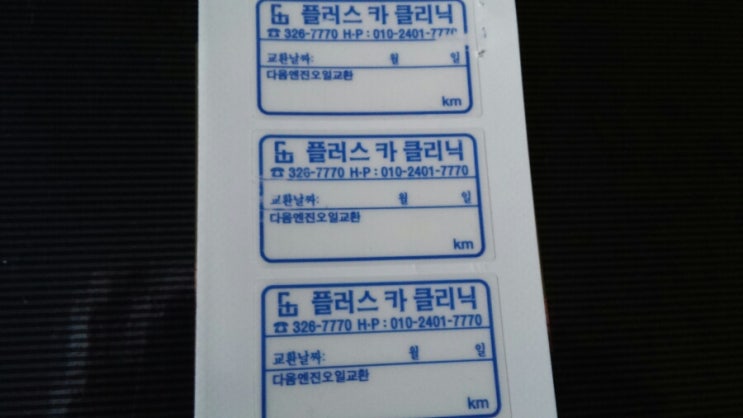 플러스 카 클리닉
☎ 326-7770 H-P : 010-2401-7770
교환날짜: 월 일
다음엔진오일교환
km
플러스 카 클리닉
☎ 326-7770 H-P : 010-2401-7770
교환날짜: 월 일
다음엔진오일교환
km
플러스 카 클리닉
☎ 326-7770 H-P : 010-2401-7770
교환날짜: 월 일
다음엔진오일교환
km